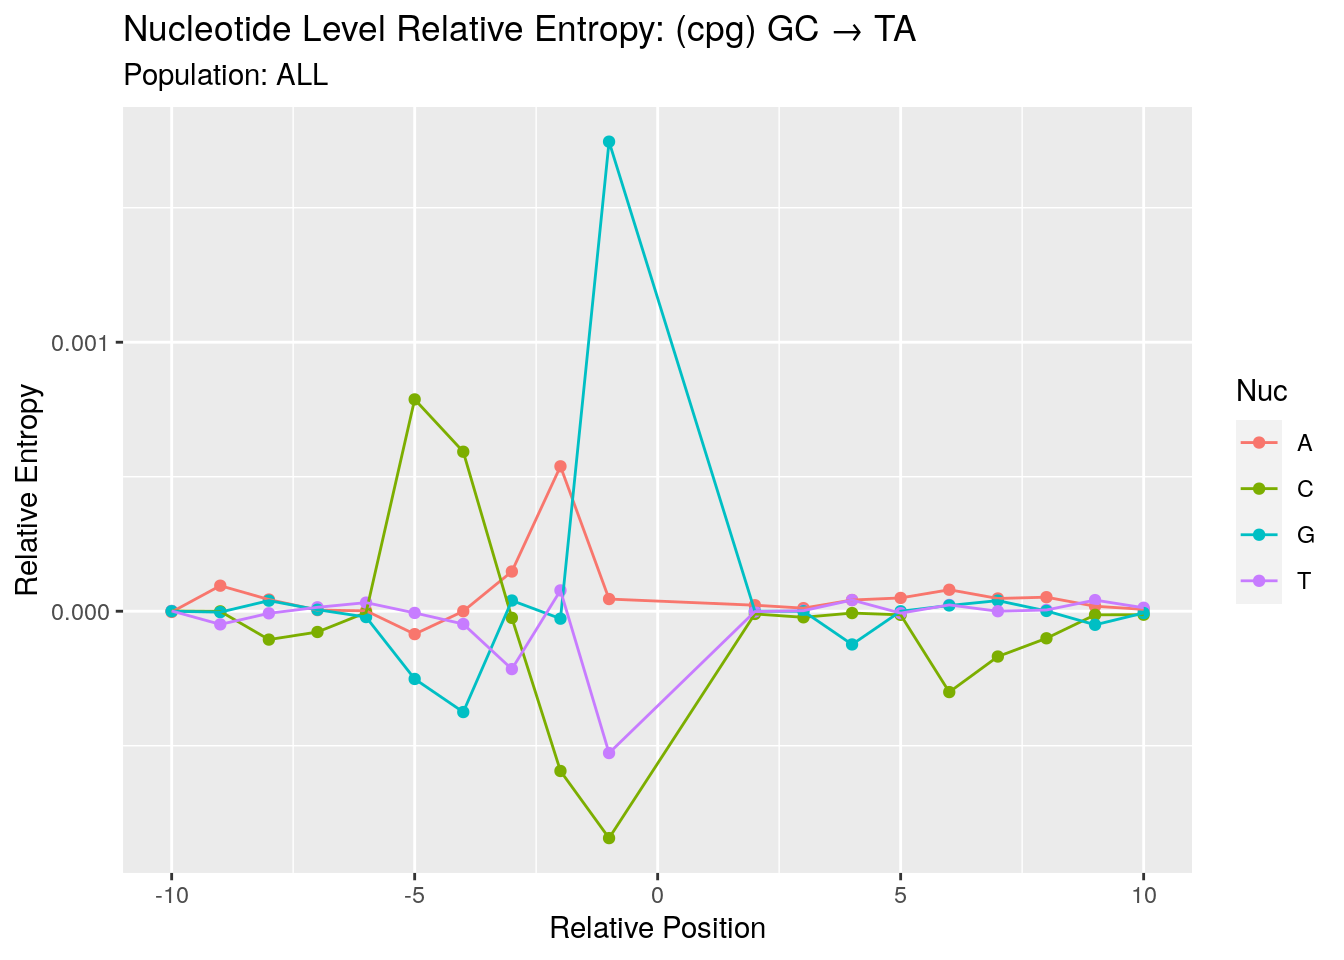 Nucleotide Level Relative Entropy: (cpg) GC → TA
Population: ALL
Relative Entropy
0.001
0.000
-10
-5
0
5
10
Relative Position
Nuc
A
C
G
T